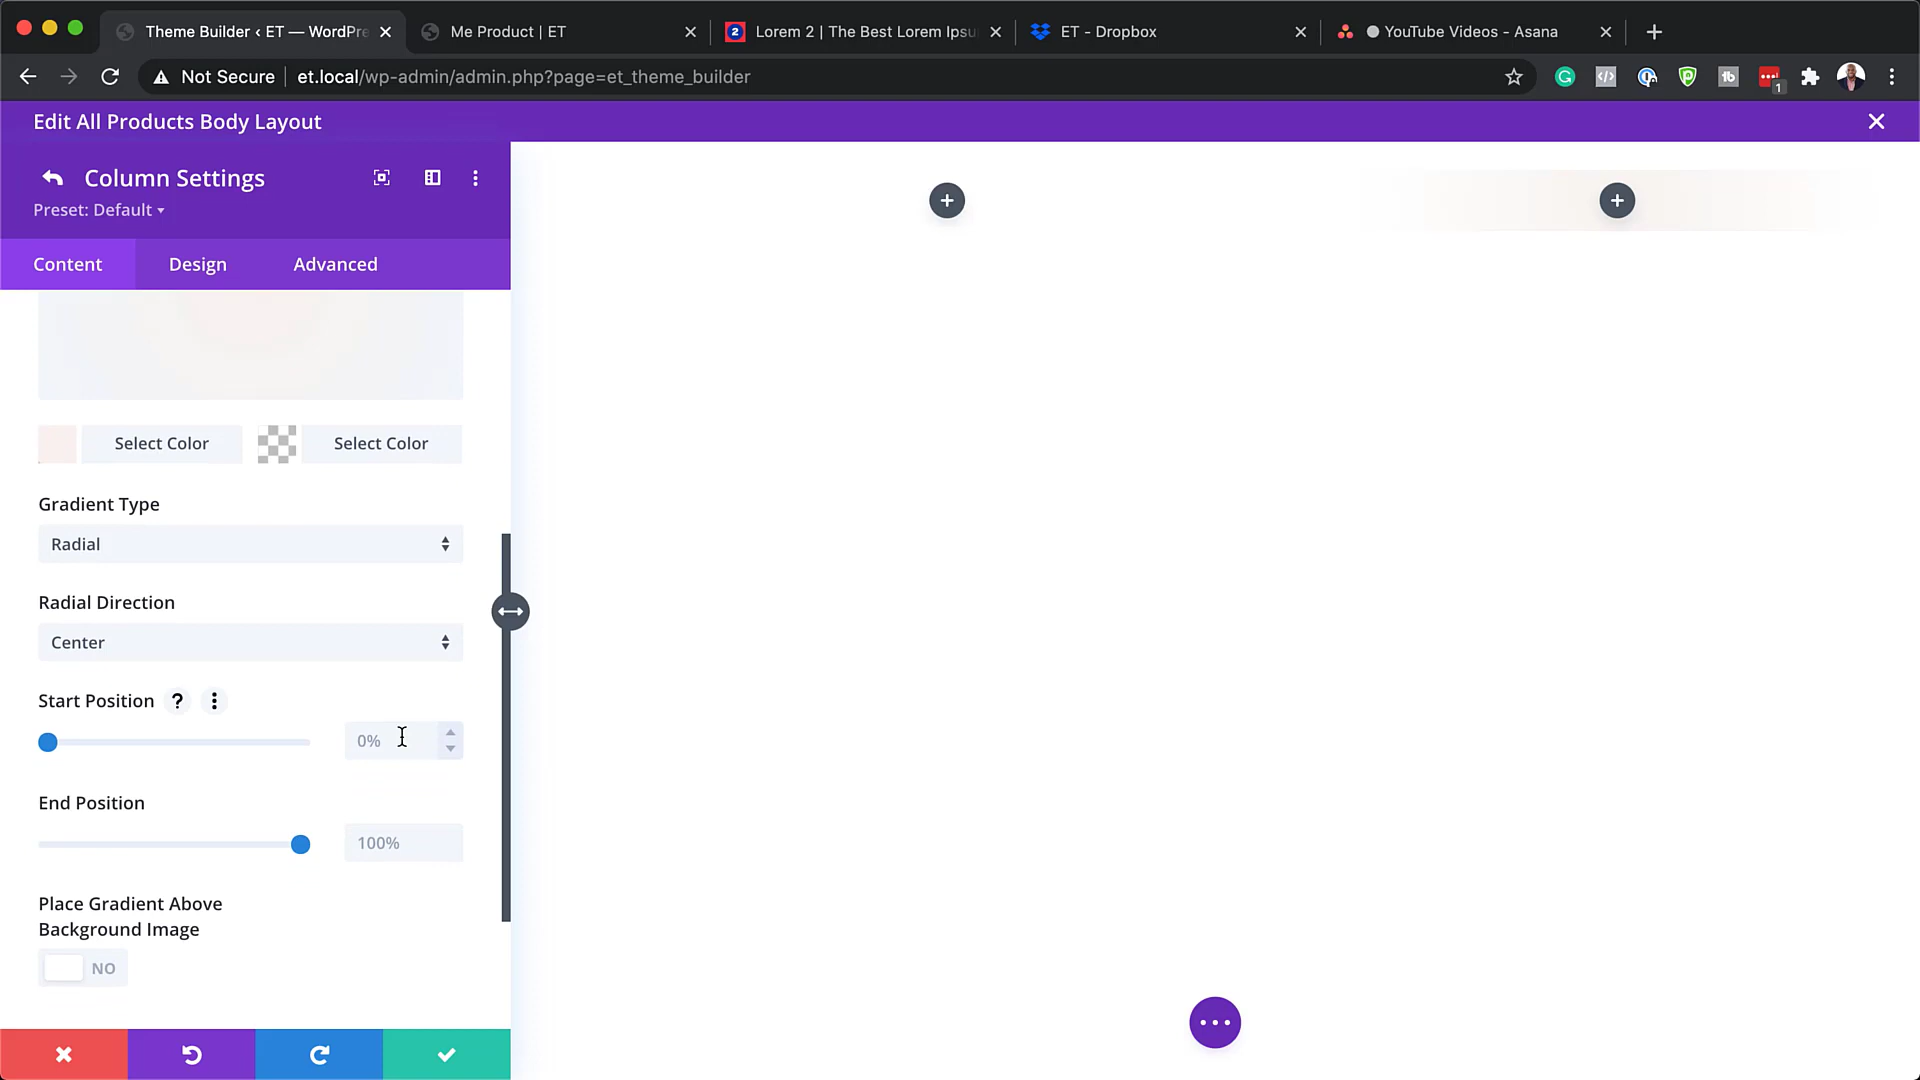 Theme Builder ‹ ET — WordPre
Me Product | ET
2
Lorem 2 | The Best Lorem Ipsu
ET - Dropbox
YouTube Videos - Asana
Not Secure
et.local/wp-admin/admin.php?page=et_theme_builder
1
Edit All Products Body Layout
Column Settings
Preset: Default
Content
Design
Advanced
Select Color
Select Color
Gradient Type
Radial
Radial Direction
Center
Start Position
?
0%
End Position
100%
Place Gradient Above
Background Image
NO